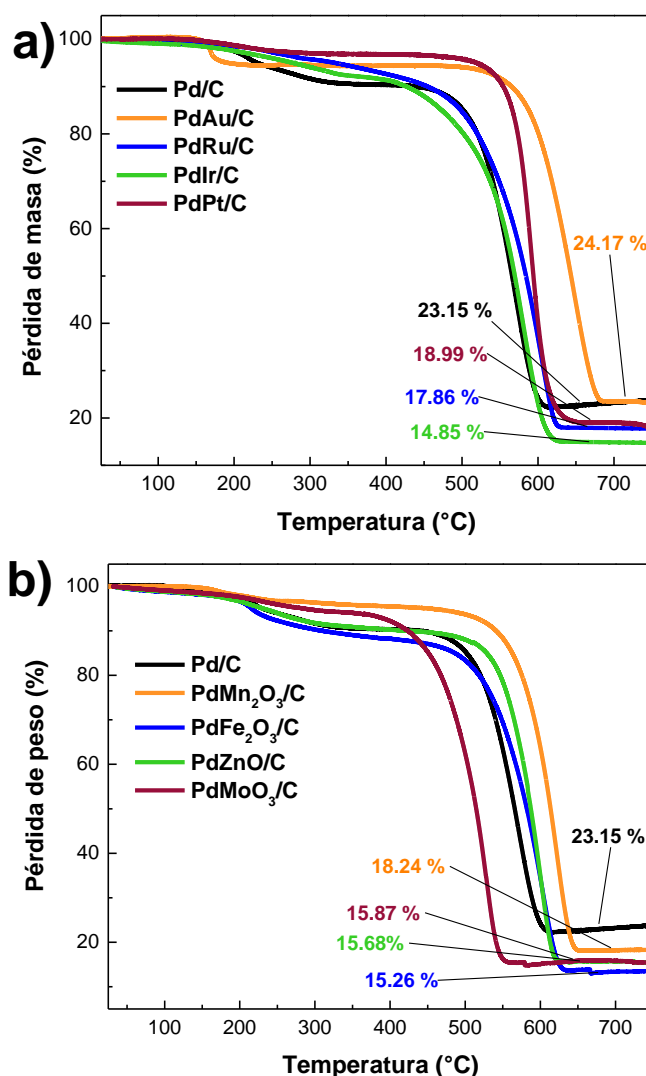 a)
Pérdida de masa (%)
100
80
60
40
20
Pd/C
PdAu/C
PdRu/C
PdIr/C
PdPt/C
24.17 %
23.15 %
18.99 %
17.86 %
14.85 %
100 200 300 400 500 600 700
Temperatura (°C)
b)
Pérdida de peso (%)
100
80
60
40
20
Pd/C
PdMn₂O₃/C
PdFe₂O₃/C
PdZnO/C
PdMoO₃/C
23.15 %
18.24 %
15.87 %
15.68%
15.26 %
100 200 300 400 500 600 700
Temperatura (°C)